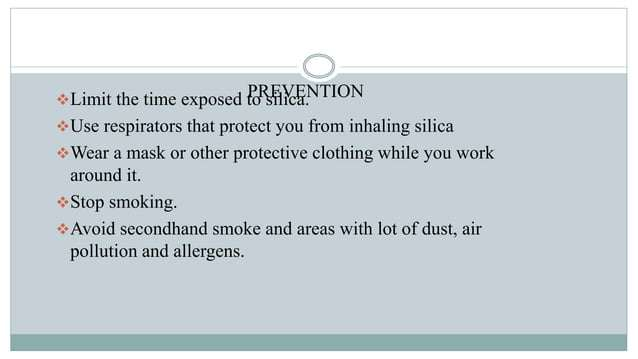 PREVENTION
❖Limit the time exposed to silica.
❖Use respirators that protect you from inhaling silica
❖Wear a mask or other protective clothing while you work
around it.
❖Stop smoking.
❖Avoid secondhand smoke and areas with lot of dust, air
pollution and allergens.